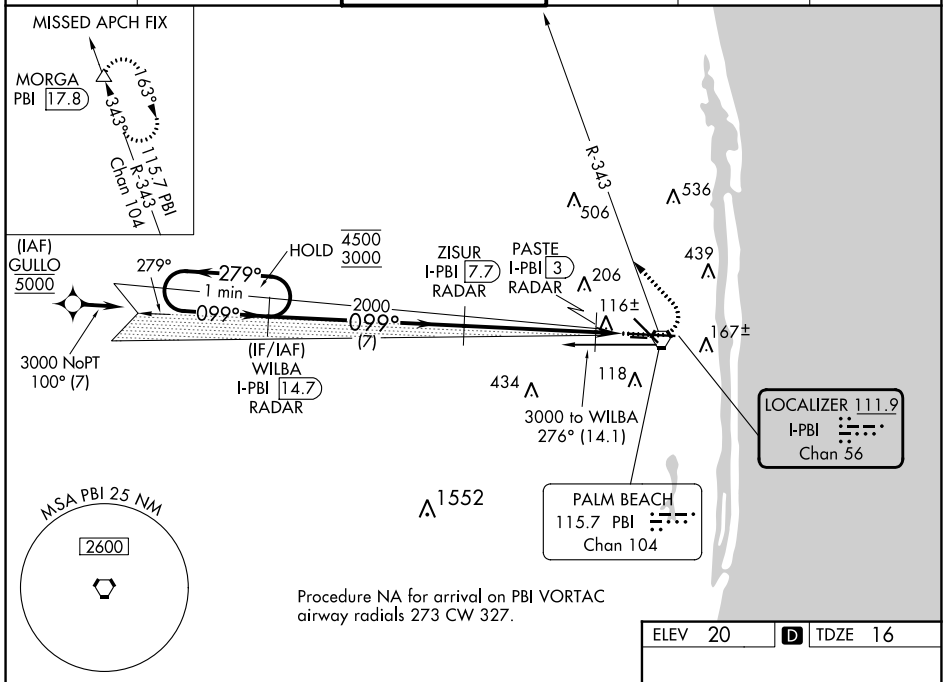 MISSED APCH FIX
MORGA
PBI 17.8
163°
343°
115.7 PBI
R-343
Chan 104
R-343
506
536
(IAF)
GULLO
5000
279°
279°
1 min
099°
HOLD
4500
3000
2000
099°
(7)
ZISUR
I-PBI 7.7
RADAR
PASTE
I-PBI 3
RADAR
206
116±
439
167±
3000 NoPT
100° (7)
(IF/IAF)
WILBA
I-PBI 14.7
RADAR
434
118
3000 to WILBA
276° (14.1)
LOCALIZER 111.9
I-PBI
Chan 56
1552
PALM BEACH
115.7 PBI
Chan 104
MSA PBI 25 NM
2600
Procedure NA for arrival on PBI VORTAC
airway radials 273 CW 327.
ELEV 20 D TDZE 16